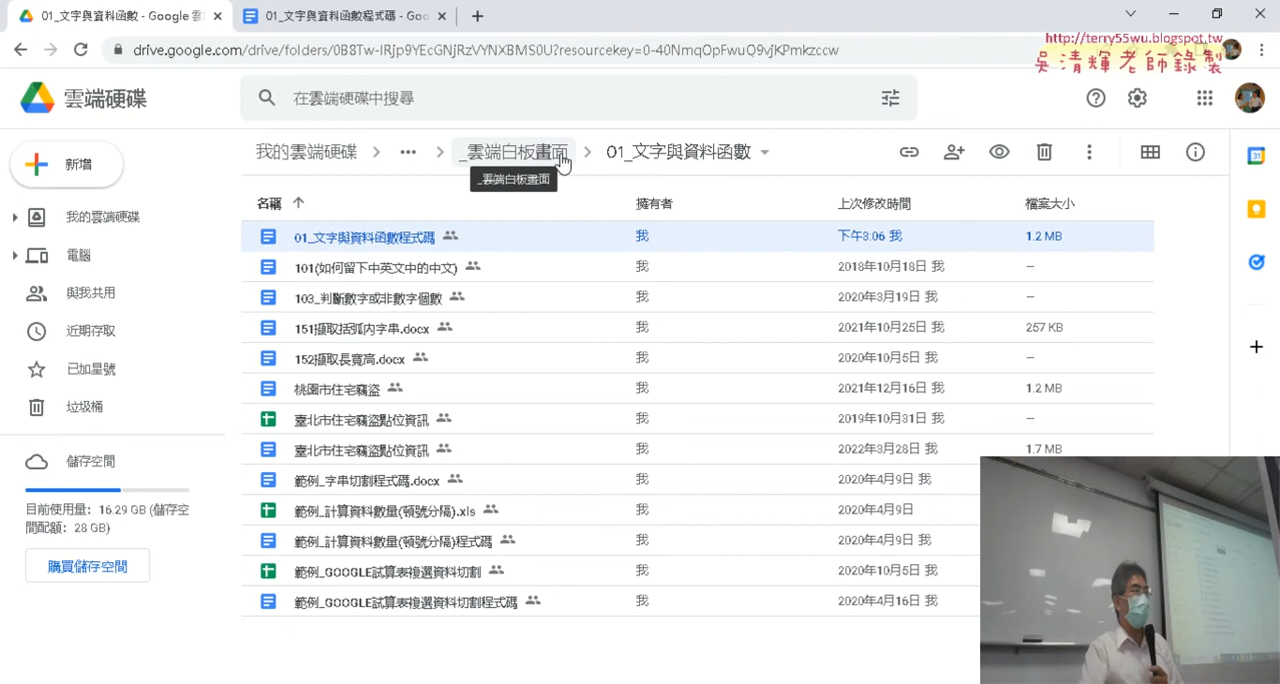 01_文字與資料函數 - Google 雲
01_文字與資料函數程式碼 - Goo
drive.google.com/drive/folders/0B8Tw-IRJp9YEcGNJRzVYNXBMS0U?resourcekey=0-40NmqOpFwuQ9vJKPmkzccw
http://terry55wu.blogspot.tw
吳清輝老師錄製
雲端硬碟
在雲端硬碟中搜尋
新增
我的雲端硬碟
電腦
與我共用
近期存取
已加星號
垃圾桶
儲存空間
目前使用量: 16.29 GB (儲存空
間配額: 28 GB)
購買儲存空間
我的雲端硬碟 > ... > _雲端白板畫面 > 01_文字與資料函數
_雲端白板畫面
名稱 擁有者 上次修改時間 檔案大小
01_文字與資料函數程式碼 我 下午3:06 我 1.2 MB
101(如何留下中英文中的中文) 我 2018年10月18日 我 –
103_判斷數字或非數字個數 我 2020年3月19日 我 –
151擷取括弧內字串.docx 我 2021年10月25日 我 257 KB
152擷取長寬高.docx 我 2020年10月5日 我 –
桃園市住宅竊盜 我 2021年12月16日 我 1.2 MB
臺北市住宅竊盜點位資訊 我 2019年10月31日 我 –
臺北市住宅竊盜點位資訊 我 2022年3月28日 我 1.7 MB
範例_字串切割程式碼.docx 我 2020年4月9日 我
範例_計算資料數量(頓號分隔).xls 我 2020年4月9日
範例_計算資料數量(頓號分隔)程式碼 我 2020年4月9日 我
範例_GOOGLE試算表複選資料切割 我 2020年10月5日 我
範例_GOOGLE試算表複選資料切割程式碼 我 2020年4月16日 我
31